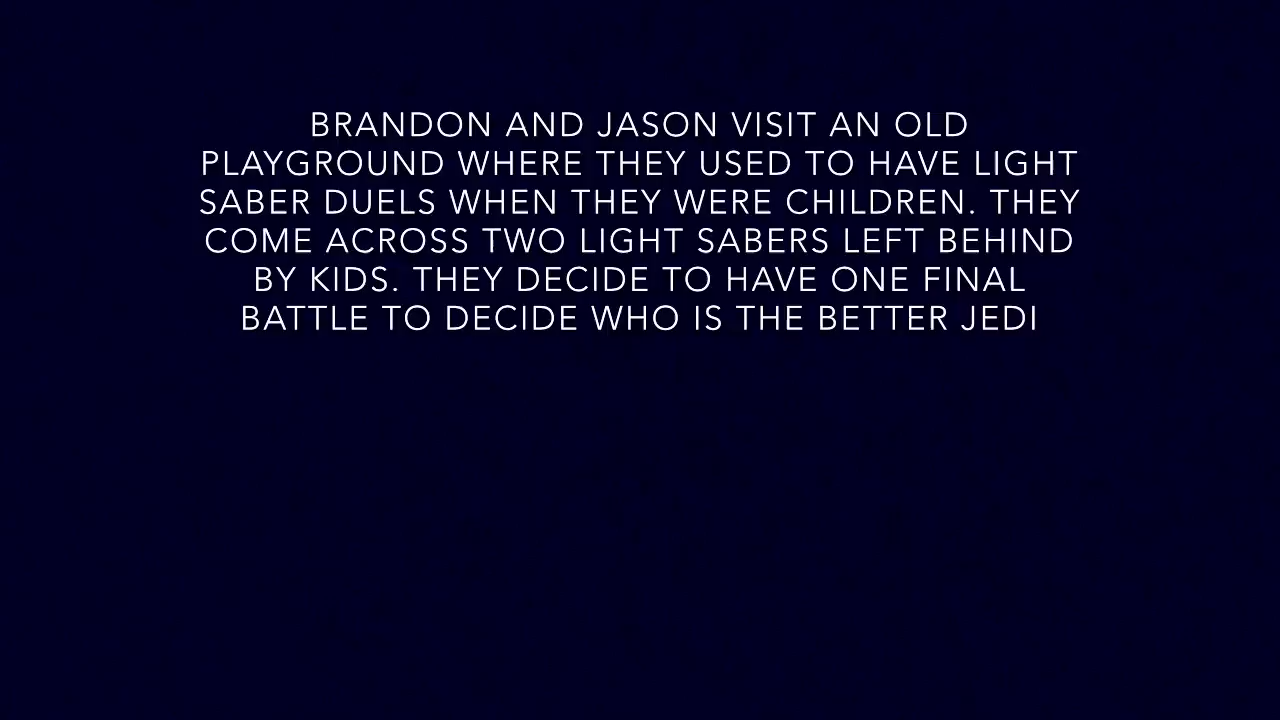 BRANDON AND JASON VISIT AN OLD
PLAYGROUND WHERE THEY USED TO HAVE LIGHT
SABER DUELS WHEN THEY WERE CHILDREN. THEY
COME ACROSS TWO LIGHT SABERS LEFT BEHIND
BY KIDS. THEY DECIDE TO HAVE ONE FINAL
BATTLE TO DECIDE WHO IS THE BETTER JEDI